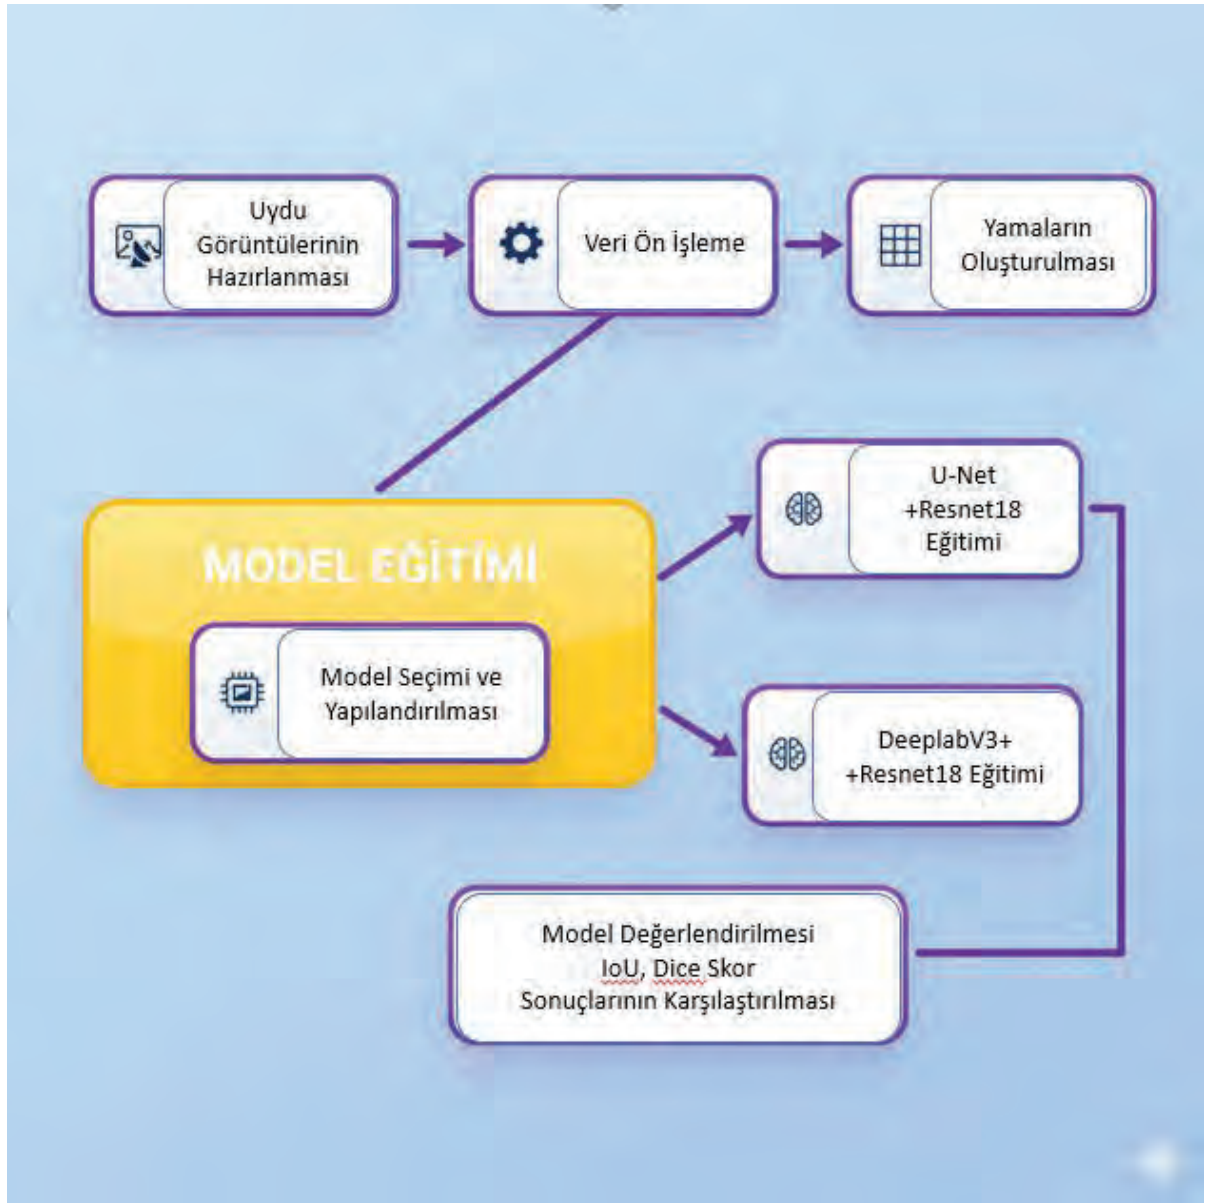 Uydu
Görüntülerinin
Hazırlanması
Veri Ön İşleme
Yamaların
Oluşturulması
MODEL EĞİTİMİ
Model Seçimi ve
Yapılandırılması
U-Net
+Resnet18
Eğitimi
DeeplabV3+
+Resnet18 Eğitimi
Model Değerlendirilmesi
IoU, Dice Skor
Sonuçlarının Karşılaştırılması